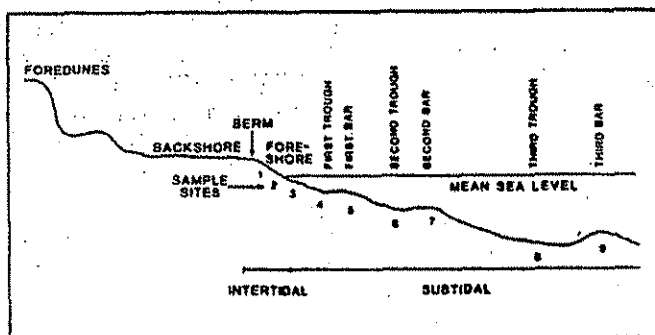 FOREDUNES
BERM
BACKSHORE
FORE-
SHORE
FIRST TROUGH
FIRST BAR
SECOND TROUGH
SECOND BAR
THIRD TROUGH
THIRD BAR
SAMPLE
SITES
MEAN SEA LEVEL
1
2
3
4
5
6
7
8
9
INTERTIDAL
SUBTIDAL